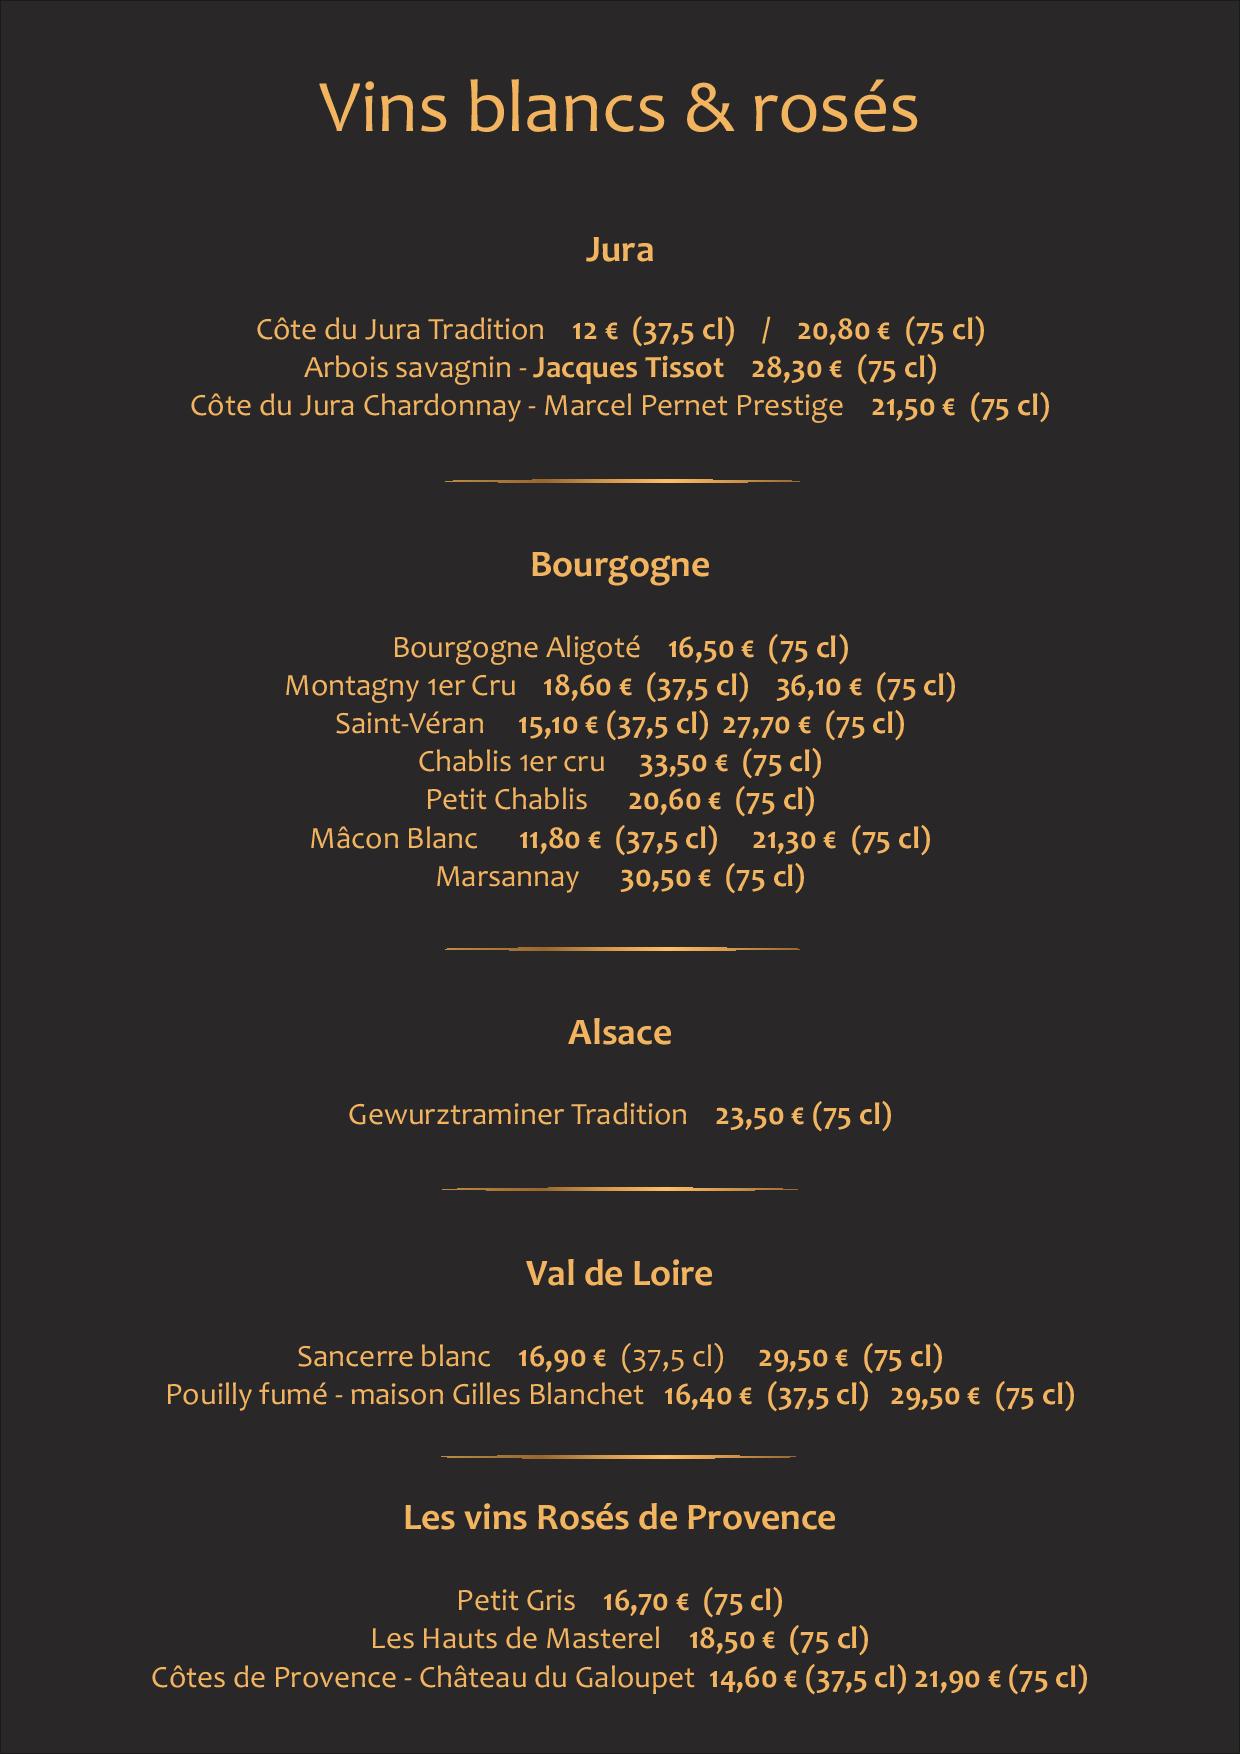 Vins blancs & rosés
Jura
Côte du Jura Tradition 12 € (37,5 cl) / 20,80 € (75 cl)
Arbois savagnin - Jacques Tissot 28,30 € (75 cl)
Côte du Jura Chardonnay - Marcel Pernet Prestige 21,50 € (75 cl)
Bourgogne
Bourgogne Aligoté 16,50 € (75 cl)
Montagny 1er Cru 18,60 € (37,5 cl) 36,10 € (75 cl)
Saint-Véran 15,10 € (37,5 cl) 27,70 € (75 cl)
Chablis 1er cru 33,50 € (75 cl)
Petit Chablis 20,60 € (75 cl)
Mâcon Blanc 11,80 € (37,5 cl) 21,30 € (75 cl)
Marsannay 30,50 € (75 cl)
Alsace
Gewurztraminer Tradition 23,50 € (75 cl)
Val de Loire
Sancerre blanc 16,90 € (37,5 cl) 29,50 € (75 cl)
Pouilly fumé - maison Gilles Blanchet 16,40 € (37,5 cl) 29,50 € (75 cl)
Les vins Rosés de Provence
Petit Gris 16,70 € (75 cl)
Les Hauts de Masterel 18,50 € (75 cl)
Côtes de Provence - Château du Galoupet 14,60 € (37,5 cl) 21,90 € (75 cl)